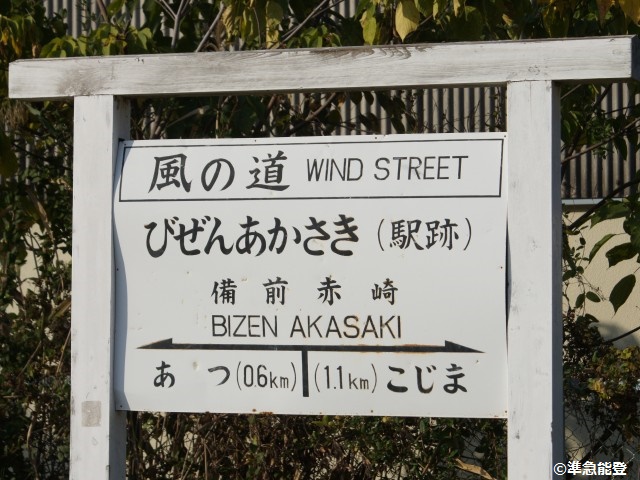 風の道 WIND STREET
びぜんあかさき(駅跡)
備前赤崎
BIZEN AKASAKI
あつ(0.6km) (1.1km)こじま
©準急能登